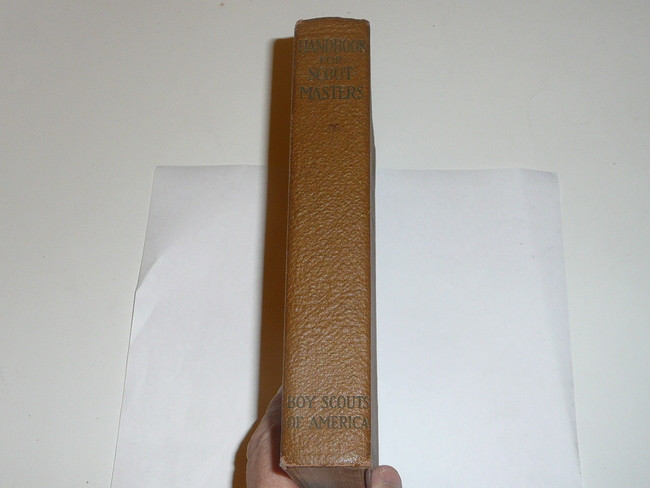 HANDBOOK
FOR
SCOUT
MASTERS
BOY SCOUTS
OF AMERICA